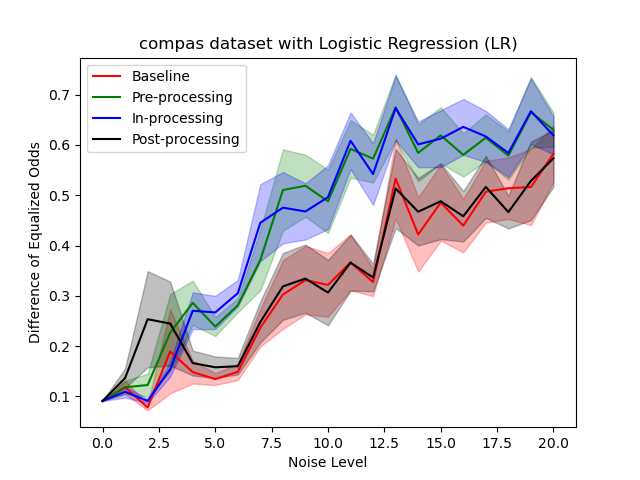 compas dataset with Logistic Regression (LR)
Baseline
Pre-processing
In-processing
Post-processing
Difference of Equalized Odds
0.7
0.6
0.5
0.4
0.3
0.2
0.1
0.0 2.5 5.0 7.5 10.0 12.5 15.0 17.5 20.0
Noise Level